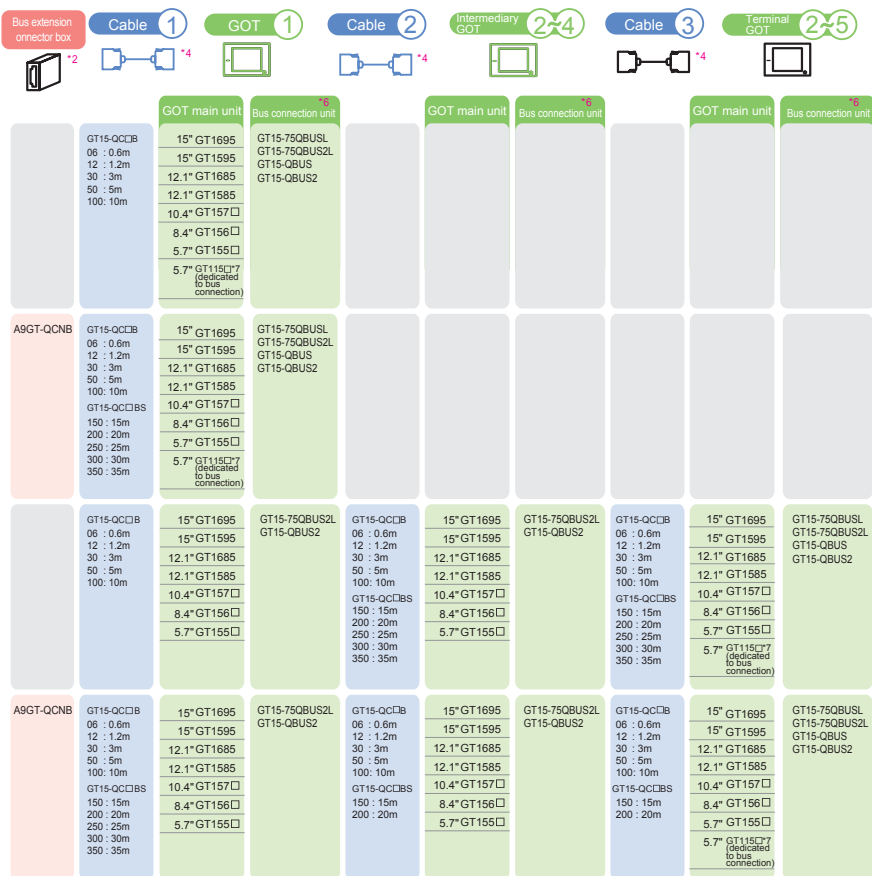 Bus extension
onnector box
*2
Cable 1
*4
GOT 1
Cable 2
*4
Intermediary
GOT
2~4
Cable 3
*4
Terminal
GOT
2~5
GOT main unit
*6
Bus connection unit
GOT main unit
*6
Bus connection unit
GOT main unit
*6
Bus connection unit
GT15-QC□B
06 : 0.6m
12 : 1.2m
30 : 3m
50 : 5m
100: 10m
15" GT1695
15" GT1595
12.1" GT1685
12.1" GT1585
10.4" GT157□
8.4" GT156□
5.7" GT155□
5.7" GT115□*7
(dedicated
to bus
connection)
GT15-75QBUSL
GT15-75QBUS2L
GT15-QBUS
GT15-QBUS2
A9GT-QCNB
GT15-QC□B
06 : 0.6m
12 : 1.2m
30 : 3m
50 : 5m
100: 10m
GT15-QC□BS
150 : 15m
200 : 20m
250 : 25m
300 : 30m
350 : 35m
15" GT1695
15" GT1595
12.1" GT1685
12.1" GT1585
10.4" GT157□
8.4" GT156□
5.7" GT155□
5.7" GT115□*7
(dedicated
to bus
connection)
GT15-75QBUSL
GT15-75QBUS2L
GT15-QBUS
GT15-QBUS2
GT15-QC□B
06 : 0.6m
12 : 1.2m
30 : 3m
50 : 5m
100: 10m
15" GT1695
15" GT1595
12.1" GT1685
12.1" GT1585
10.4" GT157□
8.4" GT156□
5.7" GT155□
GT15-75QBUS2L
GT15-QBUS2
GT15-QC□B
06 : 0.6m
12 : 1.2m
30 : 3m
50 : 5m
100: 10m
GT15-QC□BS
150 : 15m
200 : 20m
250 : 25m
300 : 30m
350 : 35m
15" GT1695
15" GT1595
12.1" GT1685
12.1" GT1585
10.4" GT157□
8.4" GT156□
5.7" GT155□
GT15-75QBUS2L
GT15-QBUS2
GT15-QC□B
06 : 0.6m
12 : 1.2m
30 : 3m
50 : 5m
100: 10m
GT15-QC□BS
150 : 15m
200 : 20m
250 : 25m
300 : 30m
350 : 35m
15" GT1695
15" GT1595
12.1" GT1685
12.1" GT1585
10.4" GT157□
8.4" GT156□
5.7" GT155□
5.7" GT115□*7
(dedicated
to bus
connection)
GT15-75QBUSL
GT15-75QBUS2L
GT15-QBUS
GT15-QBUS2
A9GT-QCNB
GT15-QC□B
06 : 0.6m
12 : 1.2m
30 : 3m
50 : 5m
100: 10m
GT15-QC□BS
150 : 15m
200 : 20m
250 : 25m
300 : 30m
350 : 35m
15" GT1695
15" GT1595
12.1" GT1685
12.1" GT1585
10.4" GT157□
8.4" GT156□
5.7" GT155□
GT15-75QBUS2L
GT15-QBUS2
GT15-QC□B
06 : 0.6m
12 : 1.2m
30 : 3m
50 : 5m
100: 10m
GT15-QC□BS
150 : 15m
200 : 20m
15" GT1695
15" GT1595
12.1" GT1685
12.1" GT1585
10.4" GT157□
8.4" GT156□
5.7" GT155□
GT15-75QBUS2L
GT15-QBUS2
GT15-QC□B
06 : 0.6m
12 : 1.2m
30 : 3m
50 : 5m
100: 10m
GT15-QC□BS
150 : 15m
200 : 20m
15" GT1695
15" GT1595
12.1" GT1685
12.1" GT1585
10.4" GT157□
8.4" GT156□
5.7" GT155□
5.7" GT115□*7
(dedicated
to bus
connection)
GT15-75QBUSL
GT15-75QBUS2L
GT15-QBUS
GT15-QBUS2